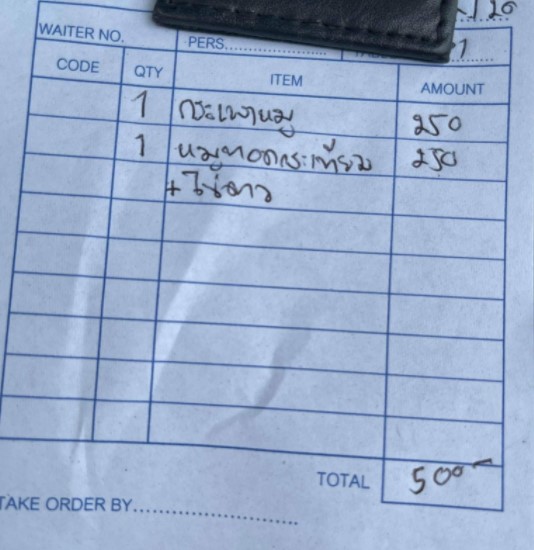 /20
WAITER NO. PERS. 1
CODE QTY ITEM AMOUNT
1 กระเพาหมู 250
1 หมูทอดกระเทียม 250
+ไข่ดาว
TOTAL 500-
TAKE ORDER BY